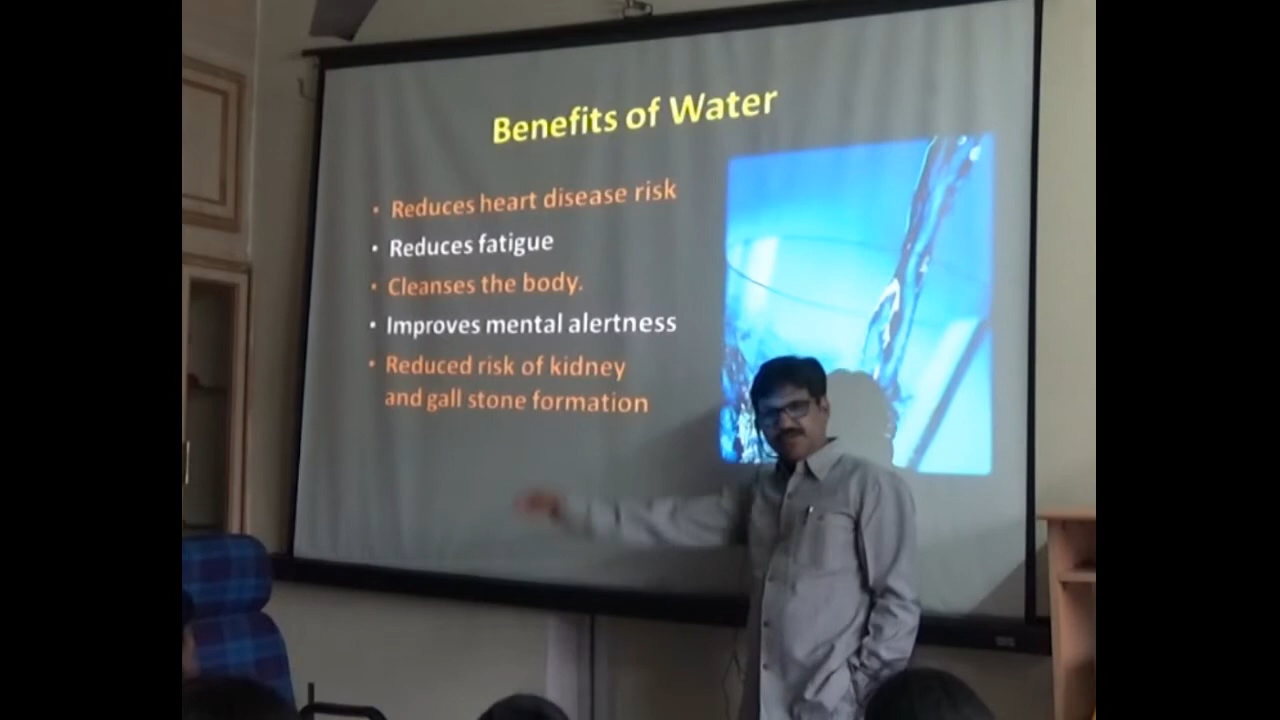 Benefits of Water
• Reduces heart disease risk
• Reduces fatigue
• Cleanses the body.
• Improves mental alertness
• Reduced risk of kidney
and gall stone formation